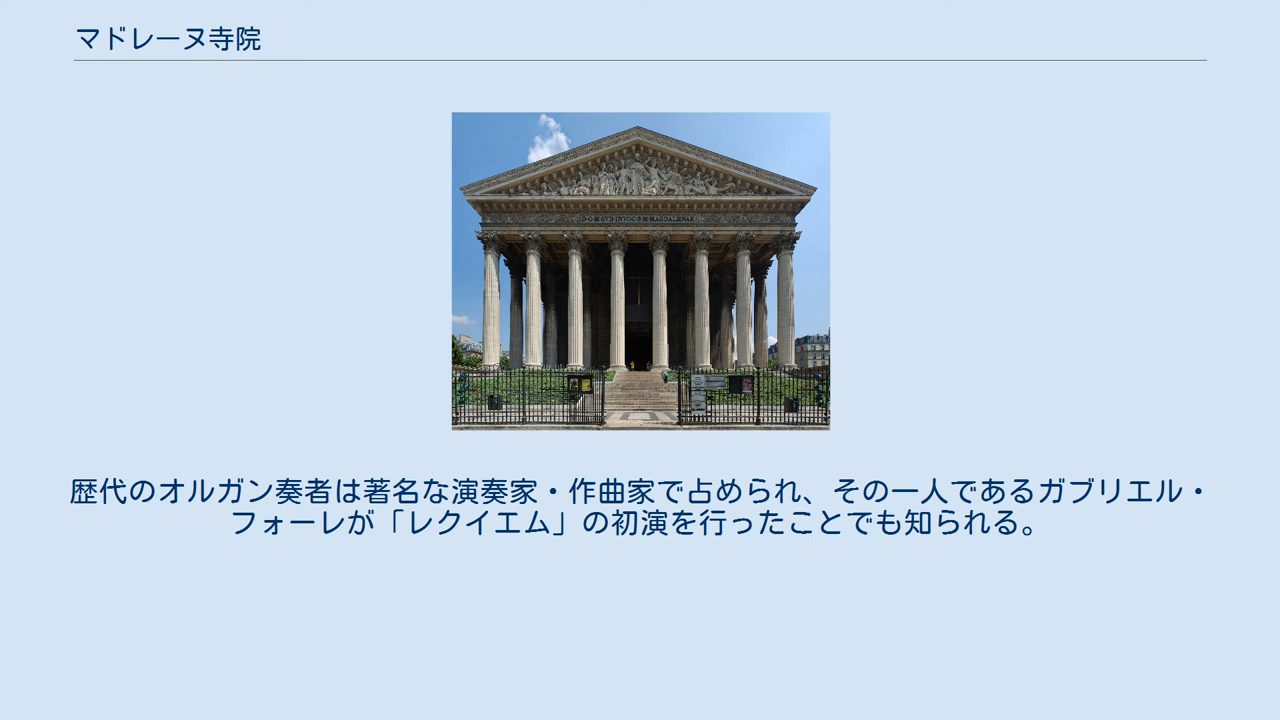 マドレーヌ寺院
D·O·M·SVB·INVOC·S·M·MAGDALENAE
歴代のオルガン奏者は著名な演奏家・作曲家で占められ、その一人であるガブリエル・
フォーレが「レクイエム」の初演を行ったことでも知られる。